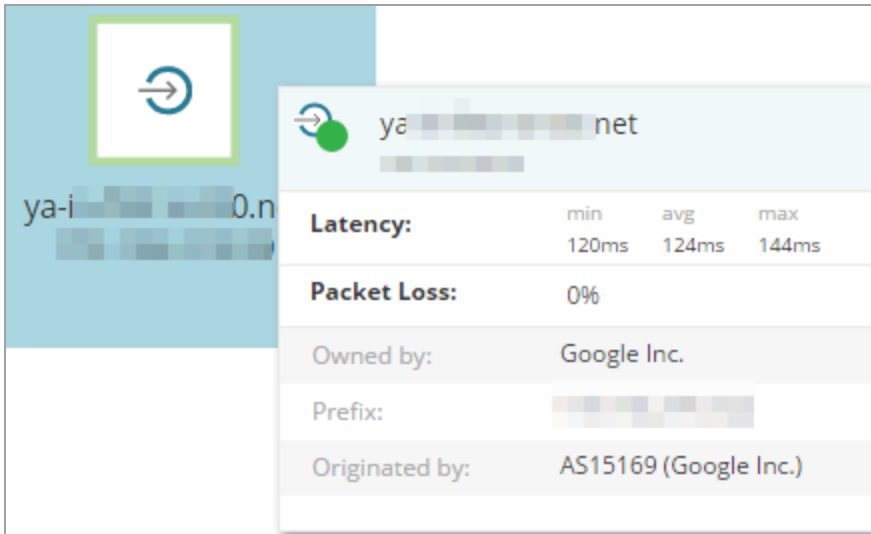 ya net
ya-i 0.n
Latency: min avg max
120ms 124ms 144ms
Packet Loss: 0%
Owned by: Google Inc.
Prefix:
Originated by: AS15169 (Google Inc.)